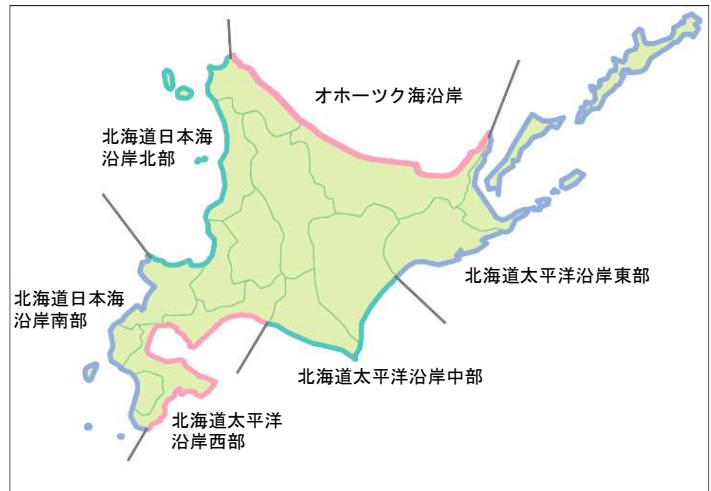 オホーツク海沿岸
北海道日本海
沿岸北部
北海道太平洋沿岸東部
北海道日本海
沿岸南部
北海道太平洋沿岸中部
北海道太平洋
沿岸西部